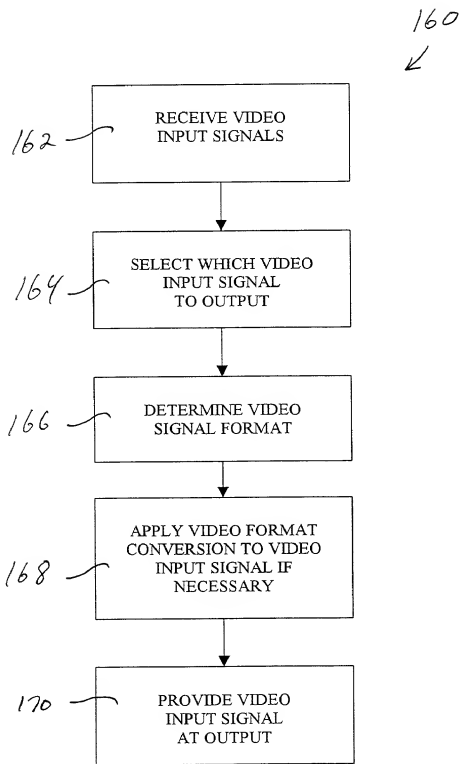 160
162
RECEIVE VIDEO
INPUT SIGNALS
164
SELECT WHICH VIDEO
INPUT SIGNAL
TO OUTPUT
166
DETERMINE VIDEO
SIGNAL FORMAT
168
APPLY VIDEO FORMAT
CONVERSION TO VIDEO
INPUT SIGNAL IF
NECESSARY
170
PROVIDE VIDEO
INPUT SIGNAL
AT OUTPUT